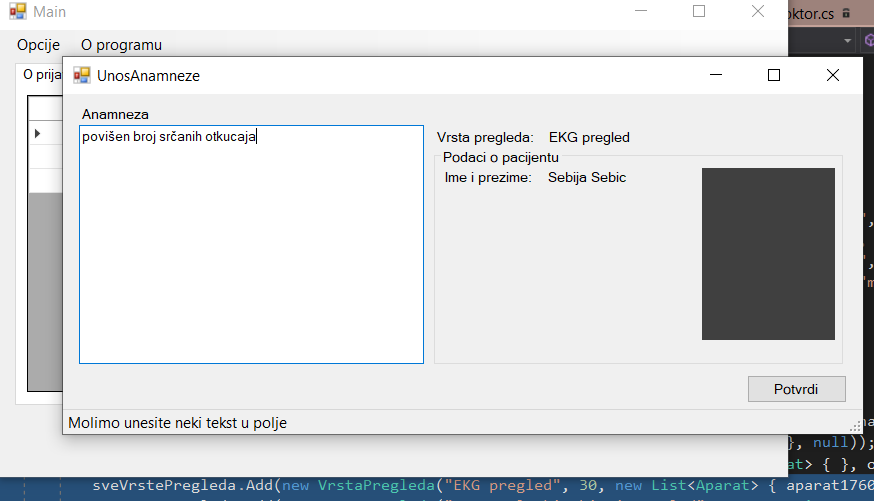 Main
oktor.cs
Opcije O programu
O prija
UnosAnamneze
Anamneza
povišen broj srčanih otkucaja
Vrsta pregleda: EKG pregled
Podaci o pacijentu
Ime i prezime: Sebija Sebic
Potvrdi
Molimo unesite neki tekst u polje
}, null));
at> { }, o
sveVrstePregleda.Add(new VrstaPregleda("EKG pregled", 30, new List<Aparat> { aparat1760